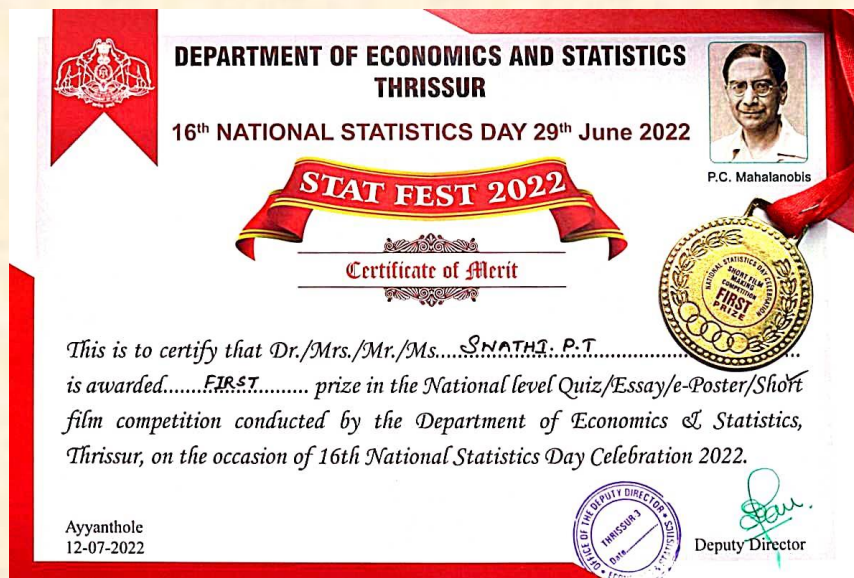 DEPARTMENT OF ECONOMICS AND STATISTICS
THRISSUR
16th NATIONAL STATISTICS DAY 29th June 2022
P.C. Mahalanobis
STAT FEST 2022
Certificate of Merit
NATIONAL STATISTICS DAY CELEBRATION
SHORT FILM
MAKING
COMPETITION
FIRST
PRIZE
This is to certify that Dr./Mrs./Mr./Ms....SWATHI. P.T..............................
is awarded.......FIRST.......... prize in the National level Quiz/Essay/e-Poster/Short
film competition conducted by the Department of Economics & Statistics,
Thrissur, on the occasion of 16th National Statistics Day Celebration 2022.
OFFICE OF THE DEPUTY DIRECTOR
THRISSUR-3
Date
Ayyanthole
12-07-2022
Deputy Director